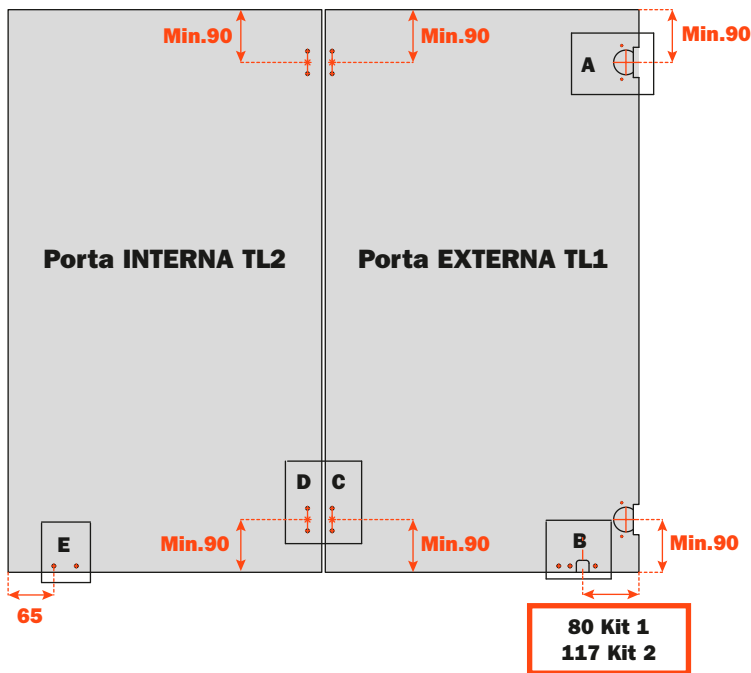 Min.90
Min.90
Min.90
A
Porta INTERNA TL2
Porta EXTERNA TL1
D
C
E
B
Min.90
Min.90
Min.90
65
80 Kit 1
117 Kit 2